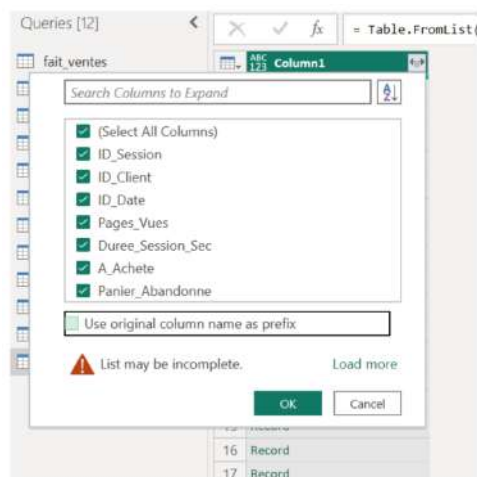 Queries [12]
fx
= Table.FromList(
fait_ventes
ABC
123
Column1
Search Columns to Expand
A
Z
(Select All Columns)
ID_Session
ID_Client
ID_Date
Pages_Vues
Duree_Session_Sec
A_Achete
Panier_Abandonne
Use original column name as prefix
List may be incomplete.
Load more
OK
Cancel
15 Record
16 Record
17 Record